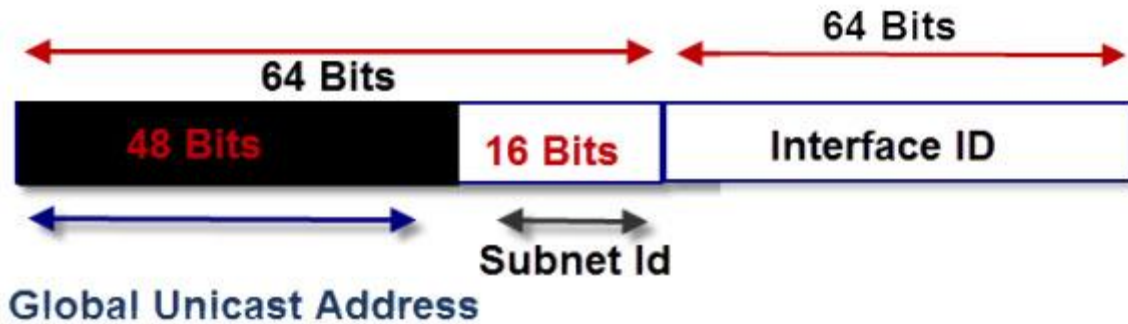 64 Bits
64 Bits
48 Bits
16 Bits
Interface ID
Subnet Id
Global Unicast Address